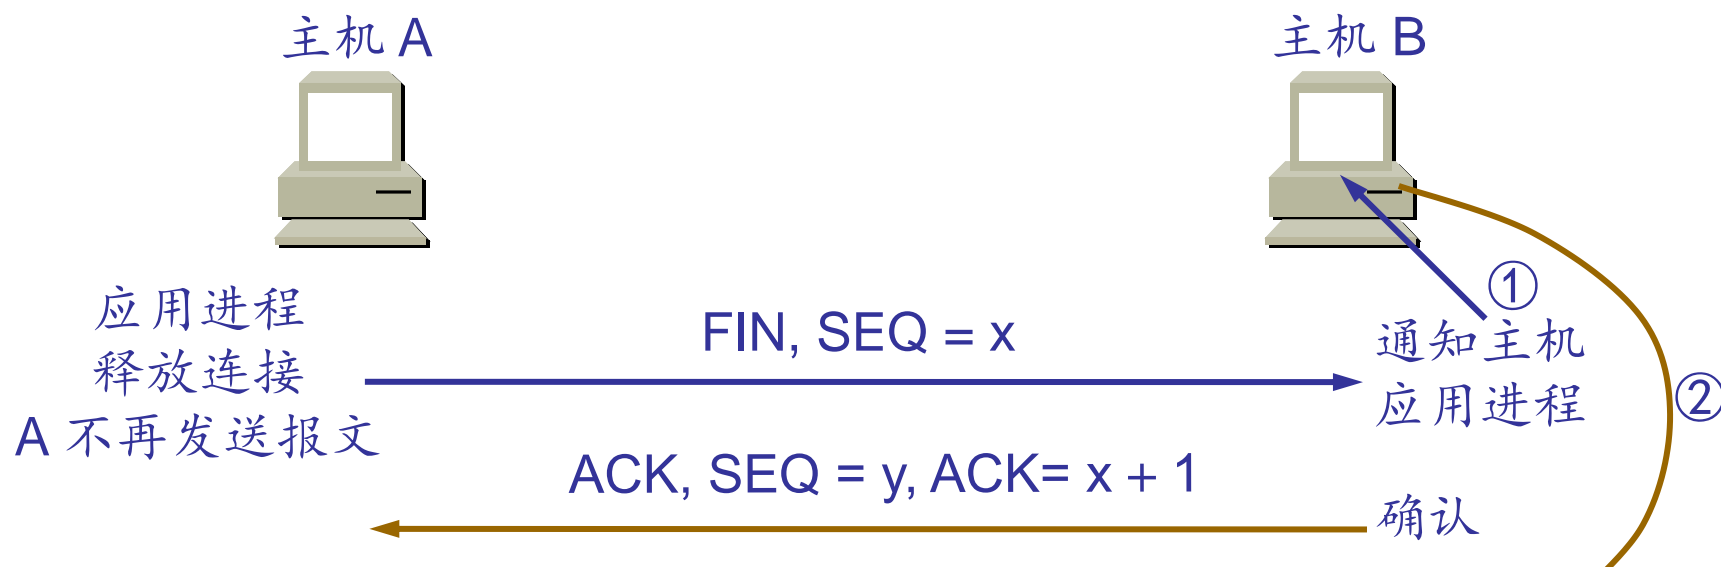 主机 A
主机 B
应用进程
释放连接
A 不再发送报文
FIN, SEQ = x
①
通知主机
应用进程
②
ACK, SEQ = y, ACK= x + 1
确认